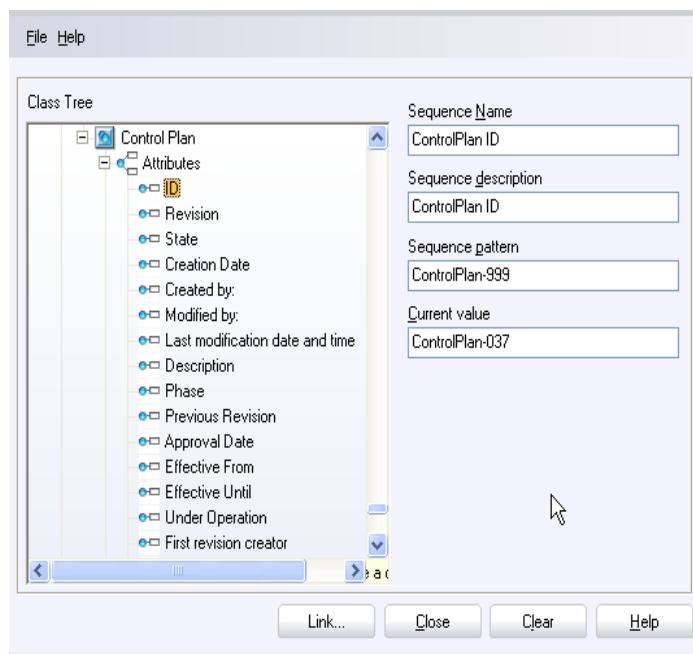 File Help
Class Tree
Control Plan
Attributes
ID
Revision
State
Creation Date
Created by:
Modified by:
Last modification date and time
Description
Phase
Previous Revision
Approval Date
Effective From
Effective Until
Under Operation
First revision creator
Sequence Name
ControlPlan ID
Sequence description
ControlPlan ID
Sequence pattern
ControlPlan-999
Current value
ControlPlan-037
Link... Close Clear Help